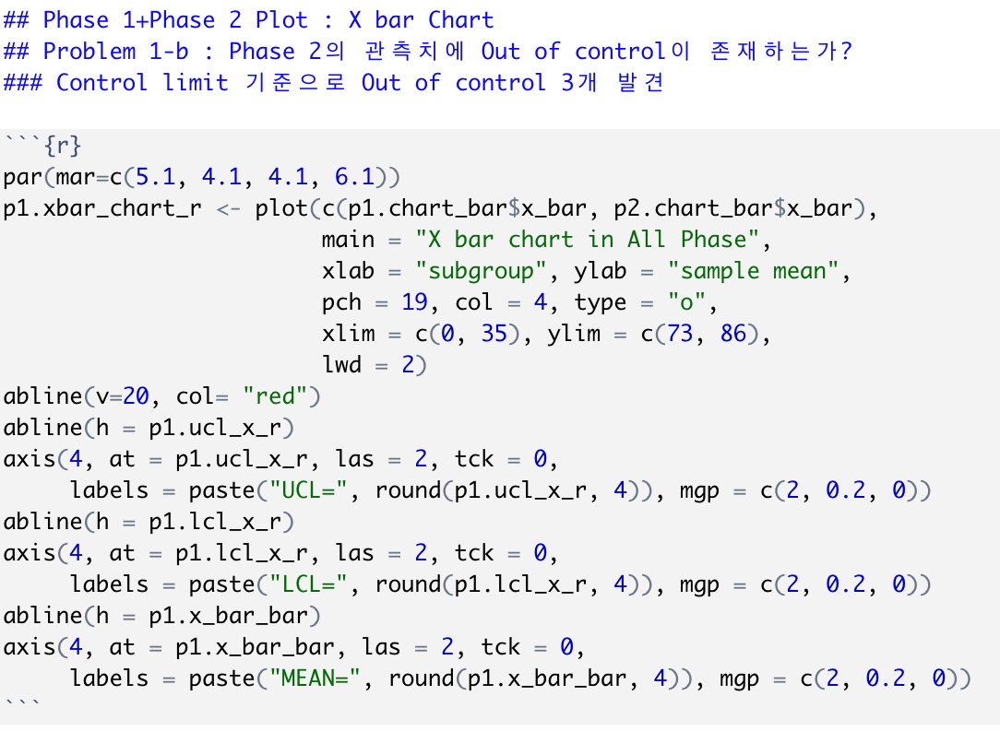 ## Phase 1+Phase 2 Plot : X bar Chart
## Problem 1-b : Phase 2의 관측치에 Out of control이 존재하는가?
### Control limit 기준으로 Out of control 3개 발견
```{r}
par(mar=c(5.1, 4.1, 4.1, 6.1))
p1.xbar_chart_r <- plot(c(p1.chart_bar$x_bar, p2.chart_bar$x_bar),
                        main = "X bar chart in All Phase",
                        xlab = "subgroup", ylab = "sample mean",
                        pch = 19, col = 4, type = "o",
                        xlim = c(0, 35), ylim = c(73, 86),
                        lwd = 2)
abline(v=20, col= "red")
abline(h = p1.ucl_x_r)
axis(4, at = p1.ucl_x_r, las = 2, tck = 0,
     labels = paste("UCL=", round(p1.ucl_x_r, 4)), mgp = c(2, 0.2, 0))
abline(h = p1.lcl_x_r)
axis(4, at = p1.lcl_x_r, las = 2, tck = 0,
     labels = paste("LCL=", round(p1.lcl_x_r, 4)), mgp = c(2, 0.2, 0))
abline(h = p1.x_bar_bar)
axis(4, at = p1.x_bar_bar, las = 2, tck = 0,
     labels = paste("MEAN=", round(p1.x_bar_bar, 4)), mgp = c(2, 0.2, 0))
```